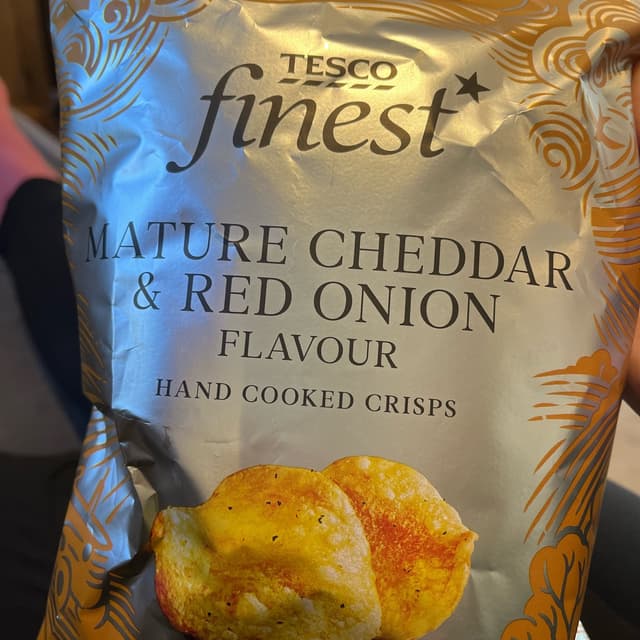 TESCO
finest
MATURE CHEDDAR
& RED ONION
FLAVOUR
HAND COOKED CRISPS